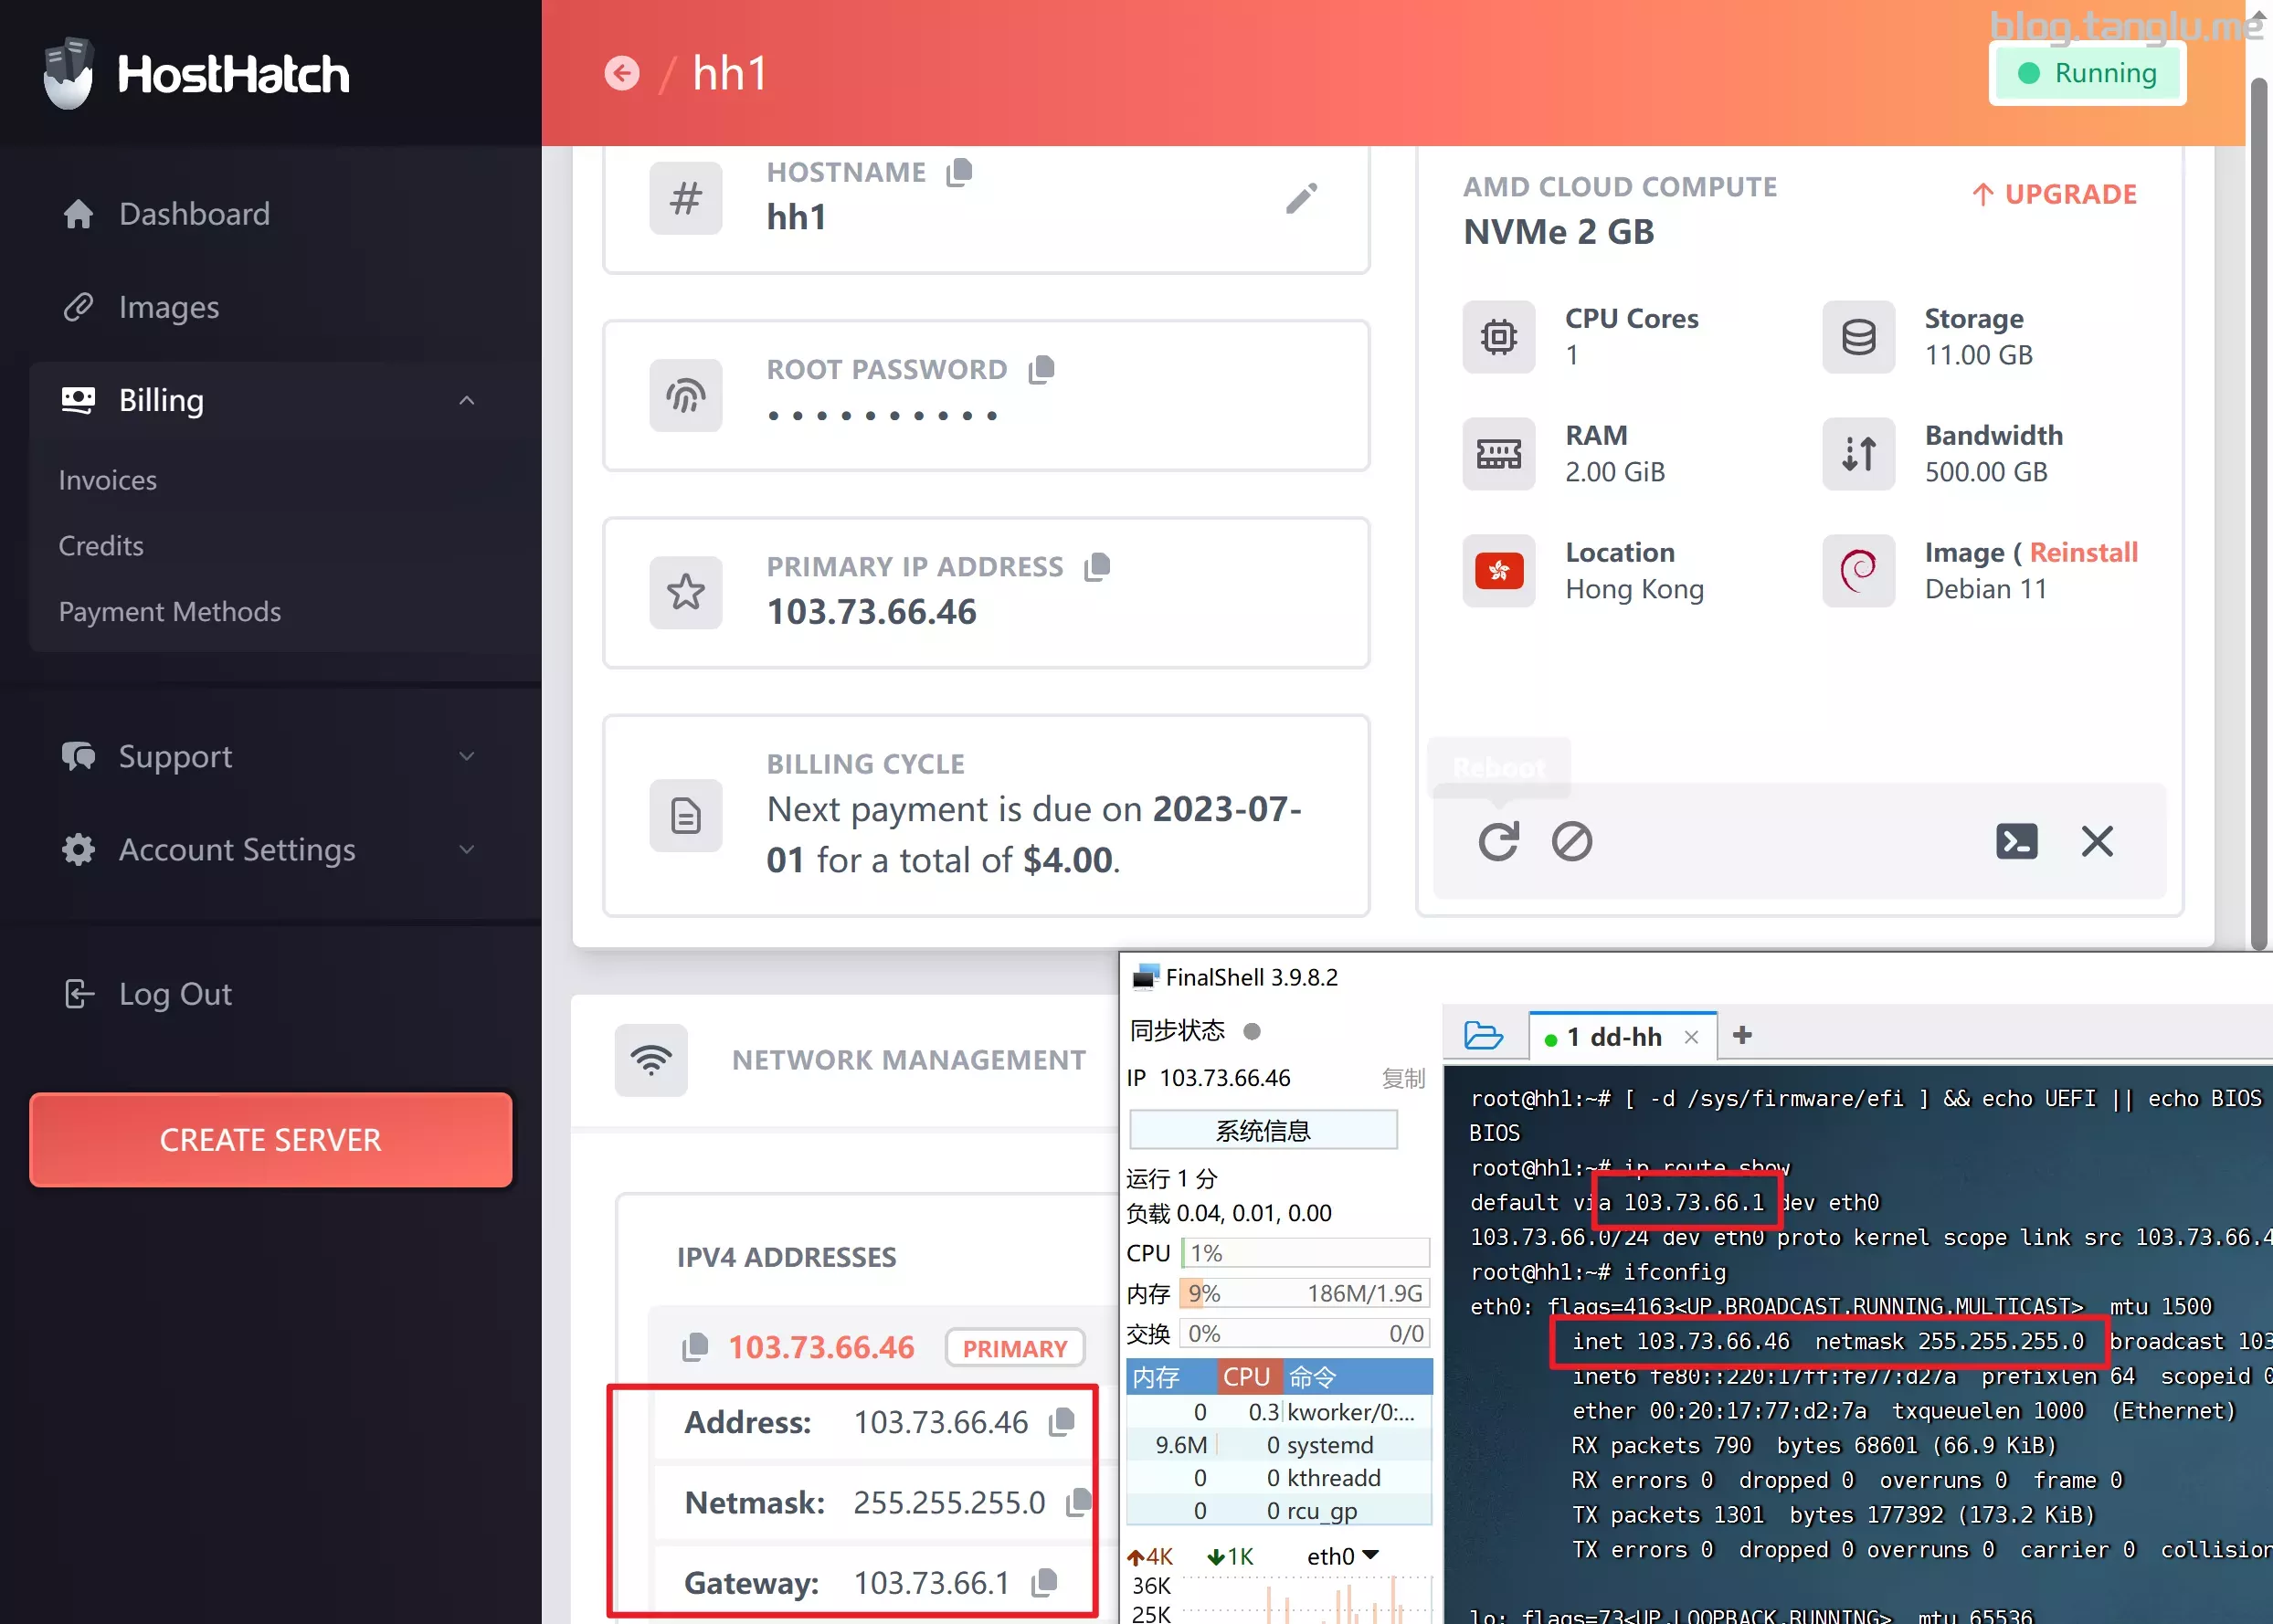 blog.tanglu.me
HostHatch
hh1
Running
Dashboard
Images
Billing
Invoices
Credits
Payment Methods
Support
Account Settings
Log Out
CREATE SERVER
HOSTNAME
hh1
ROOT PASSWORD
• • • • • • • • • •
PRIMARY IP ADDRESS
103.73.66.46
BILLING CYCLE
Next payment is due on 2023-07-
01 for a total of $4.00.
AMD CLOUD COMPUTE
UPGRADE
NVMe 2 GB
CPU Cores
1
Storage
11.00 GB
RAM
2.00 GiB
Bandwidth
500.00 GB
Location
Hong Kong
Image ( Reinstall
Debian 11
Reboot
NETWORK MANAGEMENT
IPV4 ADDRESSES
103.73.66.46 PRIMARY
Address: 103.73.66.46
Netmask: 255.255.255.0
Gateway: 103.73.66.1
FinalShell 3.9.8.2
同步状态
IP 103.73.66.46 复制
系统信息
运行 1 分
负载 0.04, 0.01, 0.00
CPU 1%
内存 9% 186M/1.9G
交换 0% 0/0
内存 CPU 命令
0 0.3 kworker/0:...
9.6M 0 systemd
0 0 kthreadd
0 0 rcu_gp
4K 1K eth0
36K
25K
1 dd-hh
root@hh1:~# [ -d /sys/firmware/efi ] && echo UEFI || echo BIOS
BIOS
root@hh1:~# ip route show
default via 103.73.66.1 dev eth0
103.73.66.0/24 dev eth0 proto kernel scope link src 103.73.66.4
root@hh1:~# ifconfig
eth0: flags=4163<UP,BROADCAST,RUNNING,MULTICAST> mtu 1500
inet 103.73.66.46 netmask 255.255.255.0 broadcast 103
inet6 fe80::220:17ff:fe77:d27a prefixlen 64 scopeid 0
ether 00:20:17:77:d2:7a txqueuelen 1000 (Ethernet)
RX packets 790 bytes 68601 (66.9 KiB)
RX errors 0 dropped 0 overruns 0 frame 0
TX packets 1301 bytes 177392 (173.2 KiB)
TX errors 0 dropped 0 overruns 0 carrier 0 collision
lo: flags=73<UP,LOOPBACK,RUNNING> mtu 65536